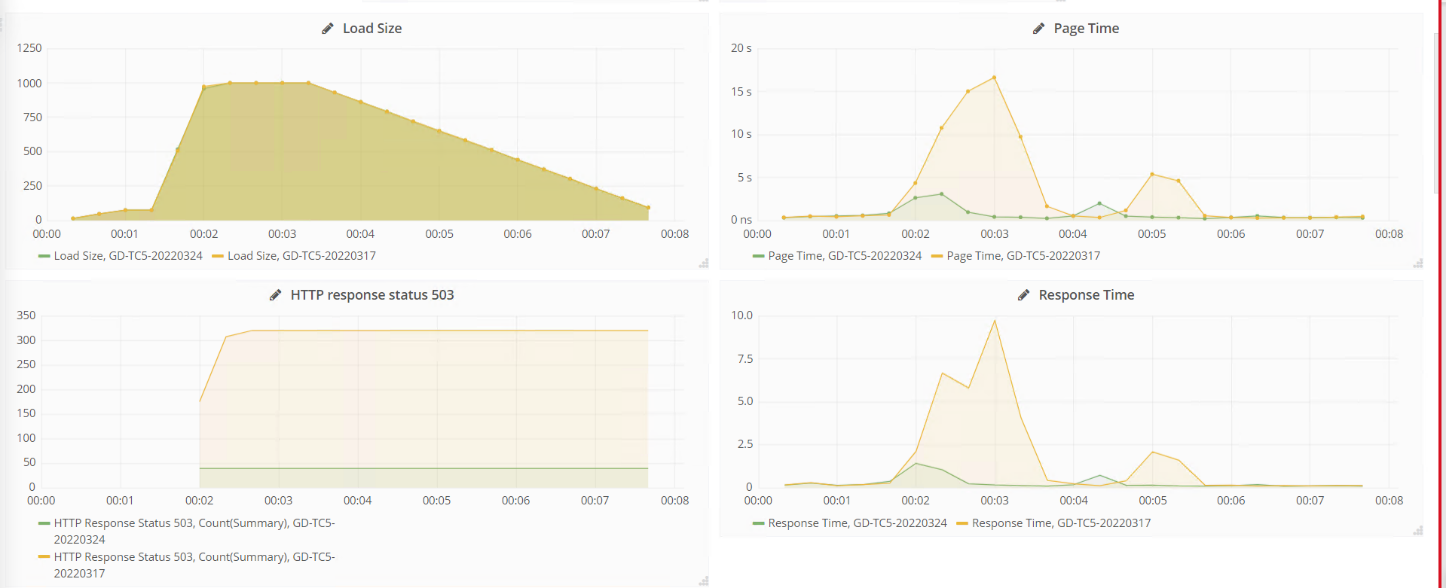 Load Size
1250
1000
750
500
250
0
00:00 00:01 00:02 00:03 00:04 00:05 00:06 00:07 00:08
Load Size, GD-TC5-20220324 Load Size, GD-TC5-20220317
Page Time
20 s
15 s
10 s
5 s
0 ns
00:00 00:01 00:02 00:03 00:04 00:05 00:06 00:07 00:08
Page Time, GD-TC5-20220324 Page Time, GD-TC5-20220317
HTTP response status 503
350
300
250
200
150
100
50
0
00:00 00:01 00:02 00:03 00:04 00:05 00:06 00:07
HTTP Response Status 503, Count(Summary), GD-TC5-
20220324
HTTP Response Status 503, Count(Summary), GD-TC5-
20220317
00:08
Response Time
10.0
7.5
5.0
2.5
0
00:00 00:01 00:02 00:03 00:04 00:05 00:06 00:07 00:08
Response Time, GD-TC5-20220324 Response Time, GD-TC5-20220317